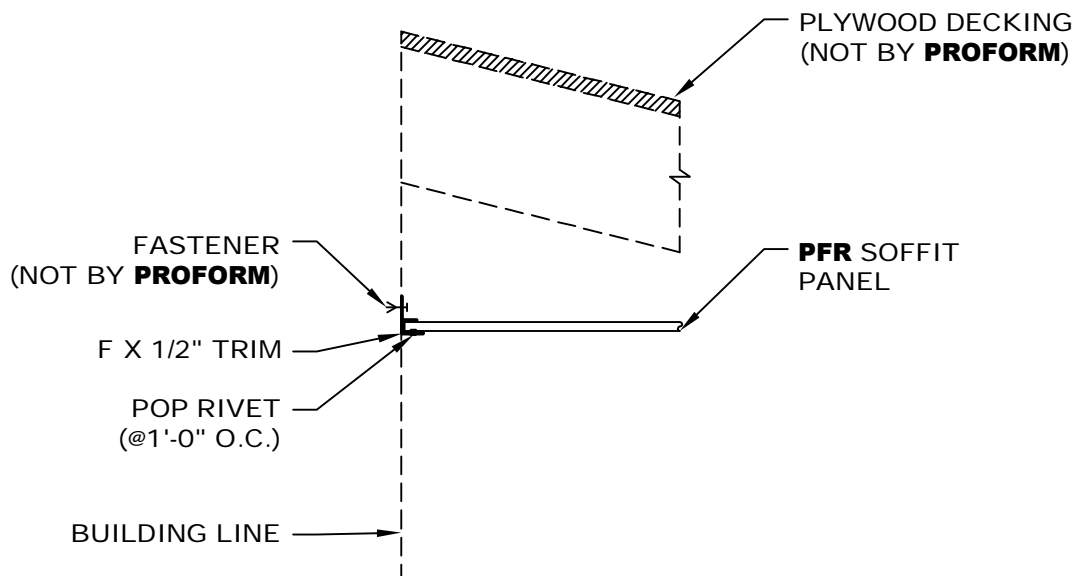 PLYWOOD DECKING
(NOT BY PROFORM)
FASTENER
(NOT BY PROFORM)
PFR SOFFIT
PANEL
F X 1/2" TRIM
POP RIVET
(@1'-0" O.C.)
BUILDING LINE